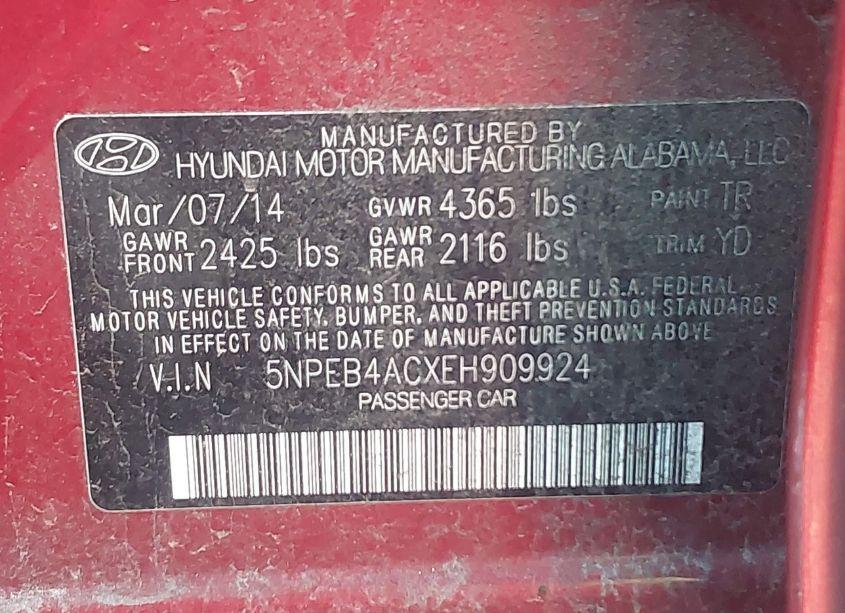 MANUFACTURED BY
HYUNDAI MOTOR MANUFACTURING ALABAMA, LLC
Mar/07/14 GVWR 4365 lbs PAINT TR
GAWR FRONT 2425 lbs GAWR REAR 2116 lbs TRIM YD
THIS VEHICLE CONFORMS TO ALL APPLICABLE U.S.A. FEDERAL
MOTOR VEHICLE SAFETY, BUMPER, AND THEFT PREVENTION STANDARDS
IN EFFECT ON THE DATE OF MANUFACTURE SHOWN ABOVE
V.I.N 5NPEB4ACXEH909924
PASSENGER CAR